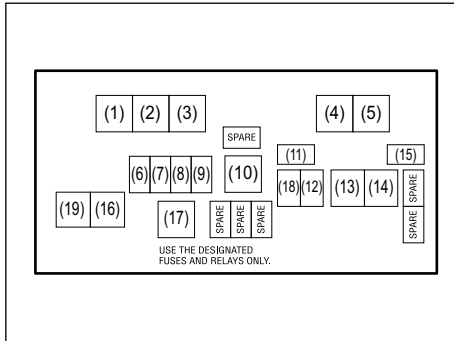 (1) (2) (3) (4) (5)
SPARE
(11) (15)
(6) (7) (8) (9) (10) (18) (12) (13) (14) SPARE
(19) (16) (17) SPARE SPARE SPARE SPARE
USE THE DESIGNATED
FUSES AND RELAYS ONLY.